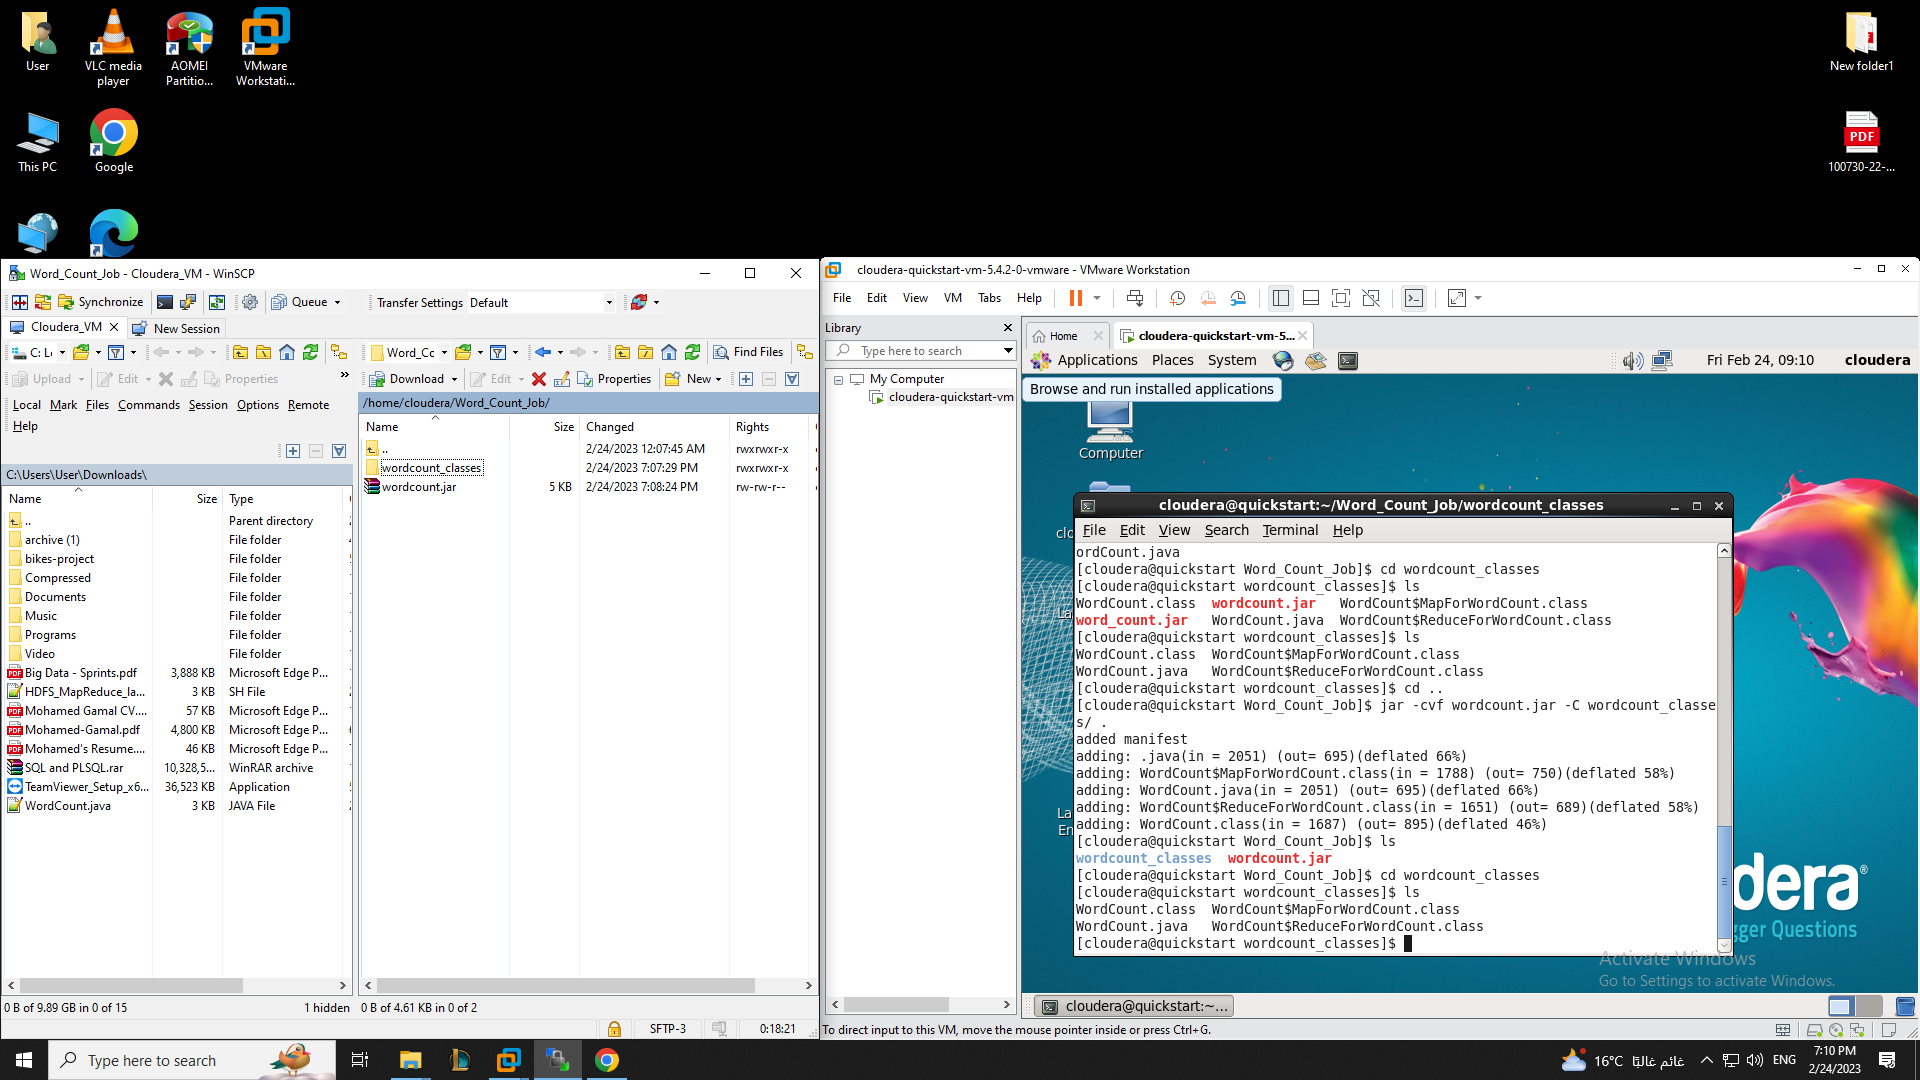 User
VLC media player
AOMEI Partitio...
VMware Workstati...
New folder1
This PC
Google
PDF
100730-22-...
Word_Count_Job - Cloudera_VM - WinSCP
Synchronize
Queue
Transfer Settings Default
Cloudera_VM
New Session
Word_Cc
Find Files
Upload
Edit
Properties
Download
Edit
Properties
New
Local Mark Files Commands Session Options Remote
Help
/home/cloudera/Word_Count_Job/
Name Size Changed Rights
.. 2/24/2023 12:07:45 AM rwxrwxr-x
wordcount_classes 2/24/2023 7:07:29 PM rwxrwxr-x
wordcount.jar 5 KB 2/24/2023 7:08:24 PM rw-rw-r--
C:\Users\User\Downloads\
Name Size Type
.. Parent directory
archive (1) File folder
bikes-project File folder
Compressed File folder
Documents File folder
Music File folder
Programs File folder
Video File folder
Big Data - Sprints.pdf 3,888 KB Microsoft Edge P...
HDFS_MapReduce_la... 3 KB SH File
Mohamed Gamal CV.... 57 KB Microsoft Edge P...
Mohamed-Gamal.pdf 4,800 KB Microsoft Edge P...
Mohamed's Resume.... 46 KB Microsoft Edge P...
SQL and PLSQL.rar 10,328,5... WinRAR archive
TeamViewer_Setup_x6... 36,523 KB Application
WordCount.java 3 KB JAVA File
0 B of 9.89 GB in 0 of 15
1 hidden
0 B of 4.61 KB in 0 of 2
SFTP-3
0:18:21
cloudera-quickstart-vm-5.4.2-0-vmware - VMware Workstation
File Edit View VM Tabs Help
Library
Type here to search
My Computer
cloudera-quickstart-vm
Home
cloudera-quickstart-vm-5...
Applications Places System
Fri Feb 24, 09:10
cloudera
Browse and run installed applications
Computer
cloudera@quickstart:~/Word_Count_Job/wordcount_classes
File Edit View Search Terminal Help
ordCount.java
[cloudera@quickstart Word_Count_Job]$ cd wordcount_classes
[cloudera@quickstart wordcount_classes]$ ls
WordCount.class wordcount.jar WordCount$MapForWordCount.class
word_count.jar WordCount.java WordCount$ReduceForWordCount.class
[cloudera@quickstart wordcount_classes]$ ls
WordCount.class WordCount$MapForWordCount.class
WordCount.java WordCount$ReduceForWordCount.class
[cloudera@quickstart wordcount_classes]$ cd ..
[cloudera@quickstart Word_Count_Job]$ jar -cvf wordcount.jar -C wordcount_classe
s/ .
added manifest
adding: .java(in = 2051) (out= 695)(deflated 66%)
adding: WordCount$MapForWordCount.class(in = 1788) (out= 750)(deflated 58%)
adding: WordCount.java(in = 2051) (out= 695)(deflated 66%)
adding: WordCount$ReduceForWordCount.class(in = 1651) (out= 689)(deflated 58%)
adding: WordCount.class(in = 1687) (out= 895)(deflated 46%)
[cloudera@quickstart Word_Count_Job]$ ls
wordcount_classes wordcount.jar
[cloudera@quickstart Word_Count_Job]$ cd wordcount_classes
[cloudera@quickstart wordcount_classes]$ ls
WordCount.class WordCount$MapForWordCount.class
WordCount.java WordCount$ReduceForWordCount.class
[cloudera@quickstart wordcount_classes]$
dera®
gger Questions
Activate Windows
Go to Settings to activate Windows.
cloudera@quickstart:~...
To direct input to this VM, move the mouse pointer inside or press Ctrl+G.
Type here to search
16°C غائم غالبًا
ENG
7:10 PM
2/24/2023